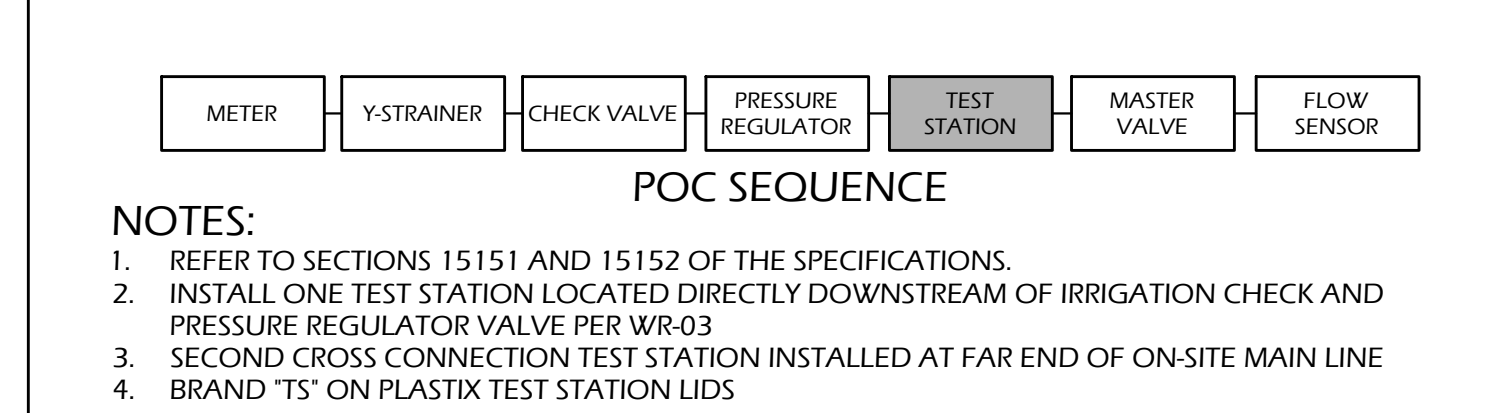 METER
Y-STRAINER
CHECK VALVE
PRESSURE
REGULATOR
TEST
STATION
MASTER
VALVE
FLOW
SENSOR
POC SEQUENCE
NOTES:
1. REFER TO SECTIONS 15151 AND 15152 OF THE SPECIFICATIONS.
2. INSTALL ONE TEST STATION LOCATED DIRECTLY DOWNSTREAM OF IRRIGATION CHECK AND
PRESSURE REGULATOR VALVE PER WR-03
3. SECOND CROSS CONNECTION TEST STATION INSTALLED AT FAR END OF ON-SITE MAIN LINE
4. BRAND "TS" ON PLASTIX TEST STATION LIDS